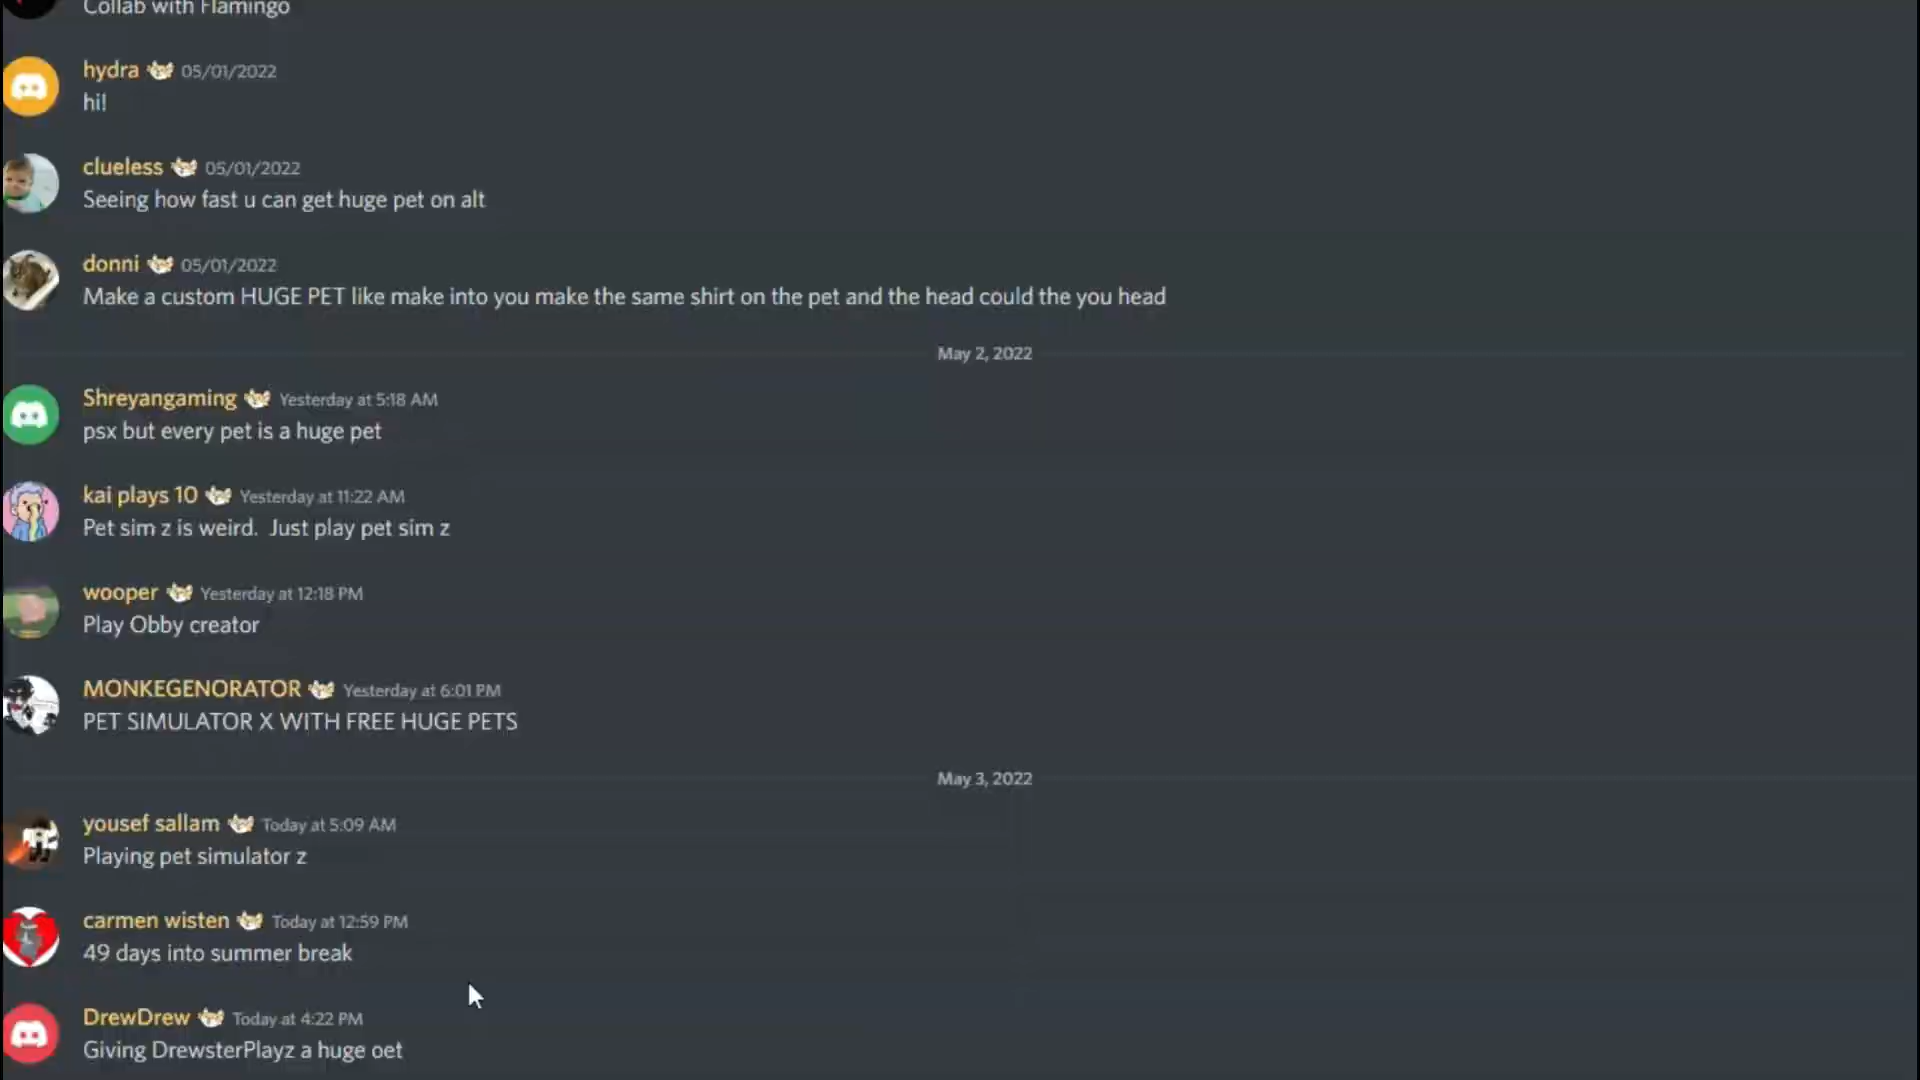 Collab with Flamingo
hydra 05/01/2022
hi!
clueless 05/01/2022
Seeing how fast u can get huge pet on alt
donni 05/01/2022
Make a custom HUGE PET like make into you make the same shirt on the pet and the head could the you head
May 2, 2022
Shreyangaming Yesterday at 5:18 AM
psx but every pet is a huge pet
kai plays 10 Yesterday at 11:22 AM
Pet sim z is weird. Just play pet sim z
wooper Yesterday at 12:18 PM
Play Obby creator
MONKEGENORATOR Yesterday at 6:01 PM
PET SIMULATOR X WITH FREE HUGE PETS
May 3, 2022
yousef sallam Today at 5:09 AM
Playing pet simulator z
carmen wisten Today at 12:59 PM
49 days into summer break
DrewDrew Today at 4:22 PM
Giving DrewsterPlayz a huge oet